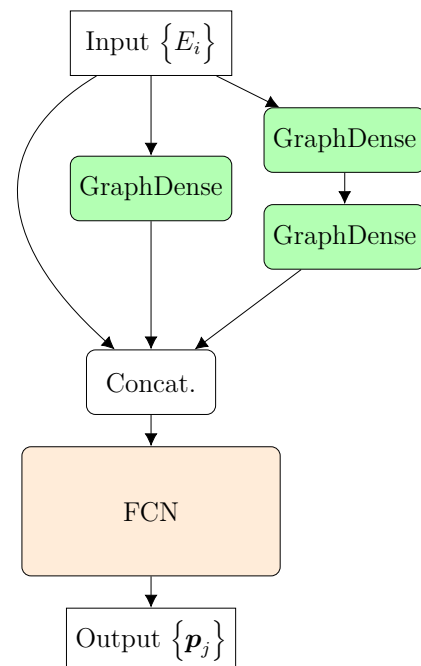 Input {E_i}
GraphDense
GraphDense
GraphDense
Concat.
FCN
Output {p_j}